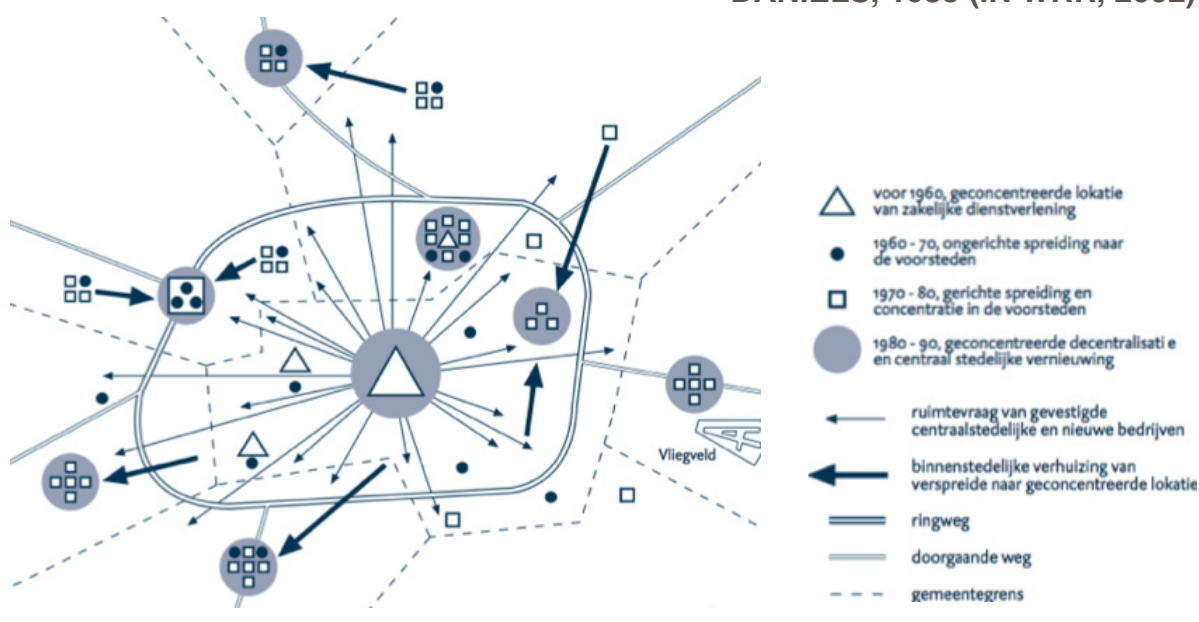 voor 1960, geconcentreerde lokatie
van zakelijke dienstverlening
1960 - 70, ongerichte spreiding naar
de voorsteden
1970 - 80, gerichte spreiding en
concentratie in de voorsteden
1980 - 90, geconcentreerde decentralisati e
en centraal stedelijke vernieuwing
ruimtevraag van gevestigde
centraalstedelijke en nieuwe bedrijven
Vliegveld
binnenstedelijke verhuizing van
verspreide naar geconcentreerde lokatie
ringweg
doorgaande weg
gemeentegrens